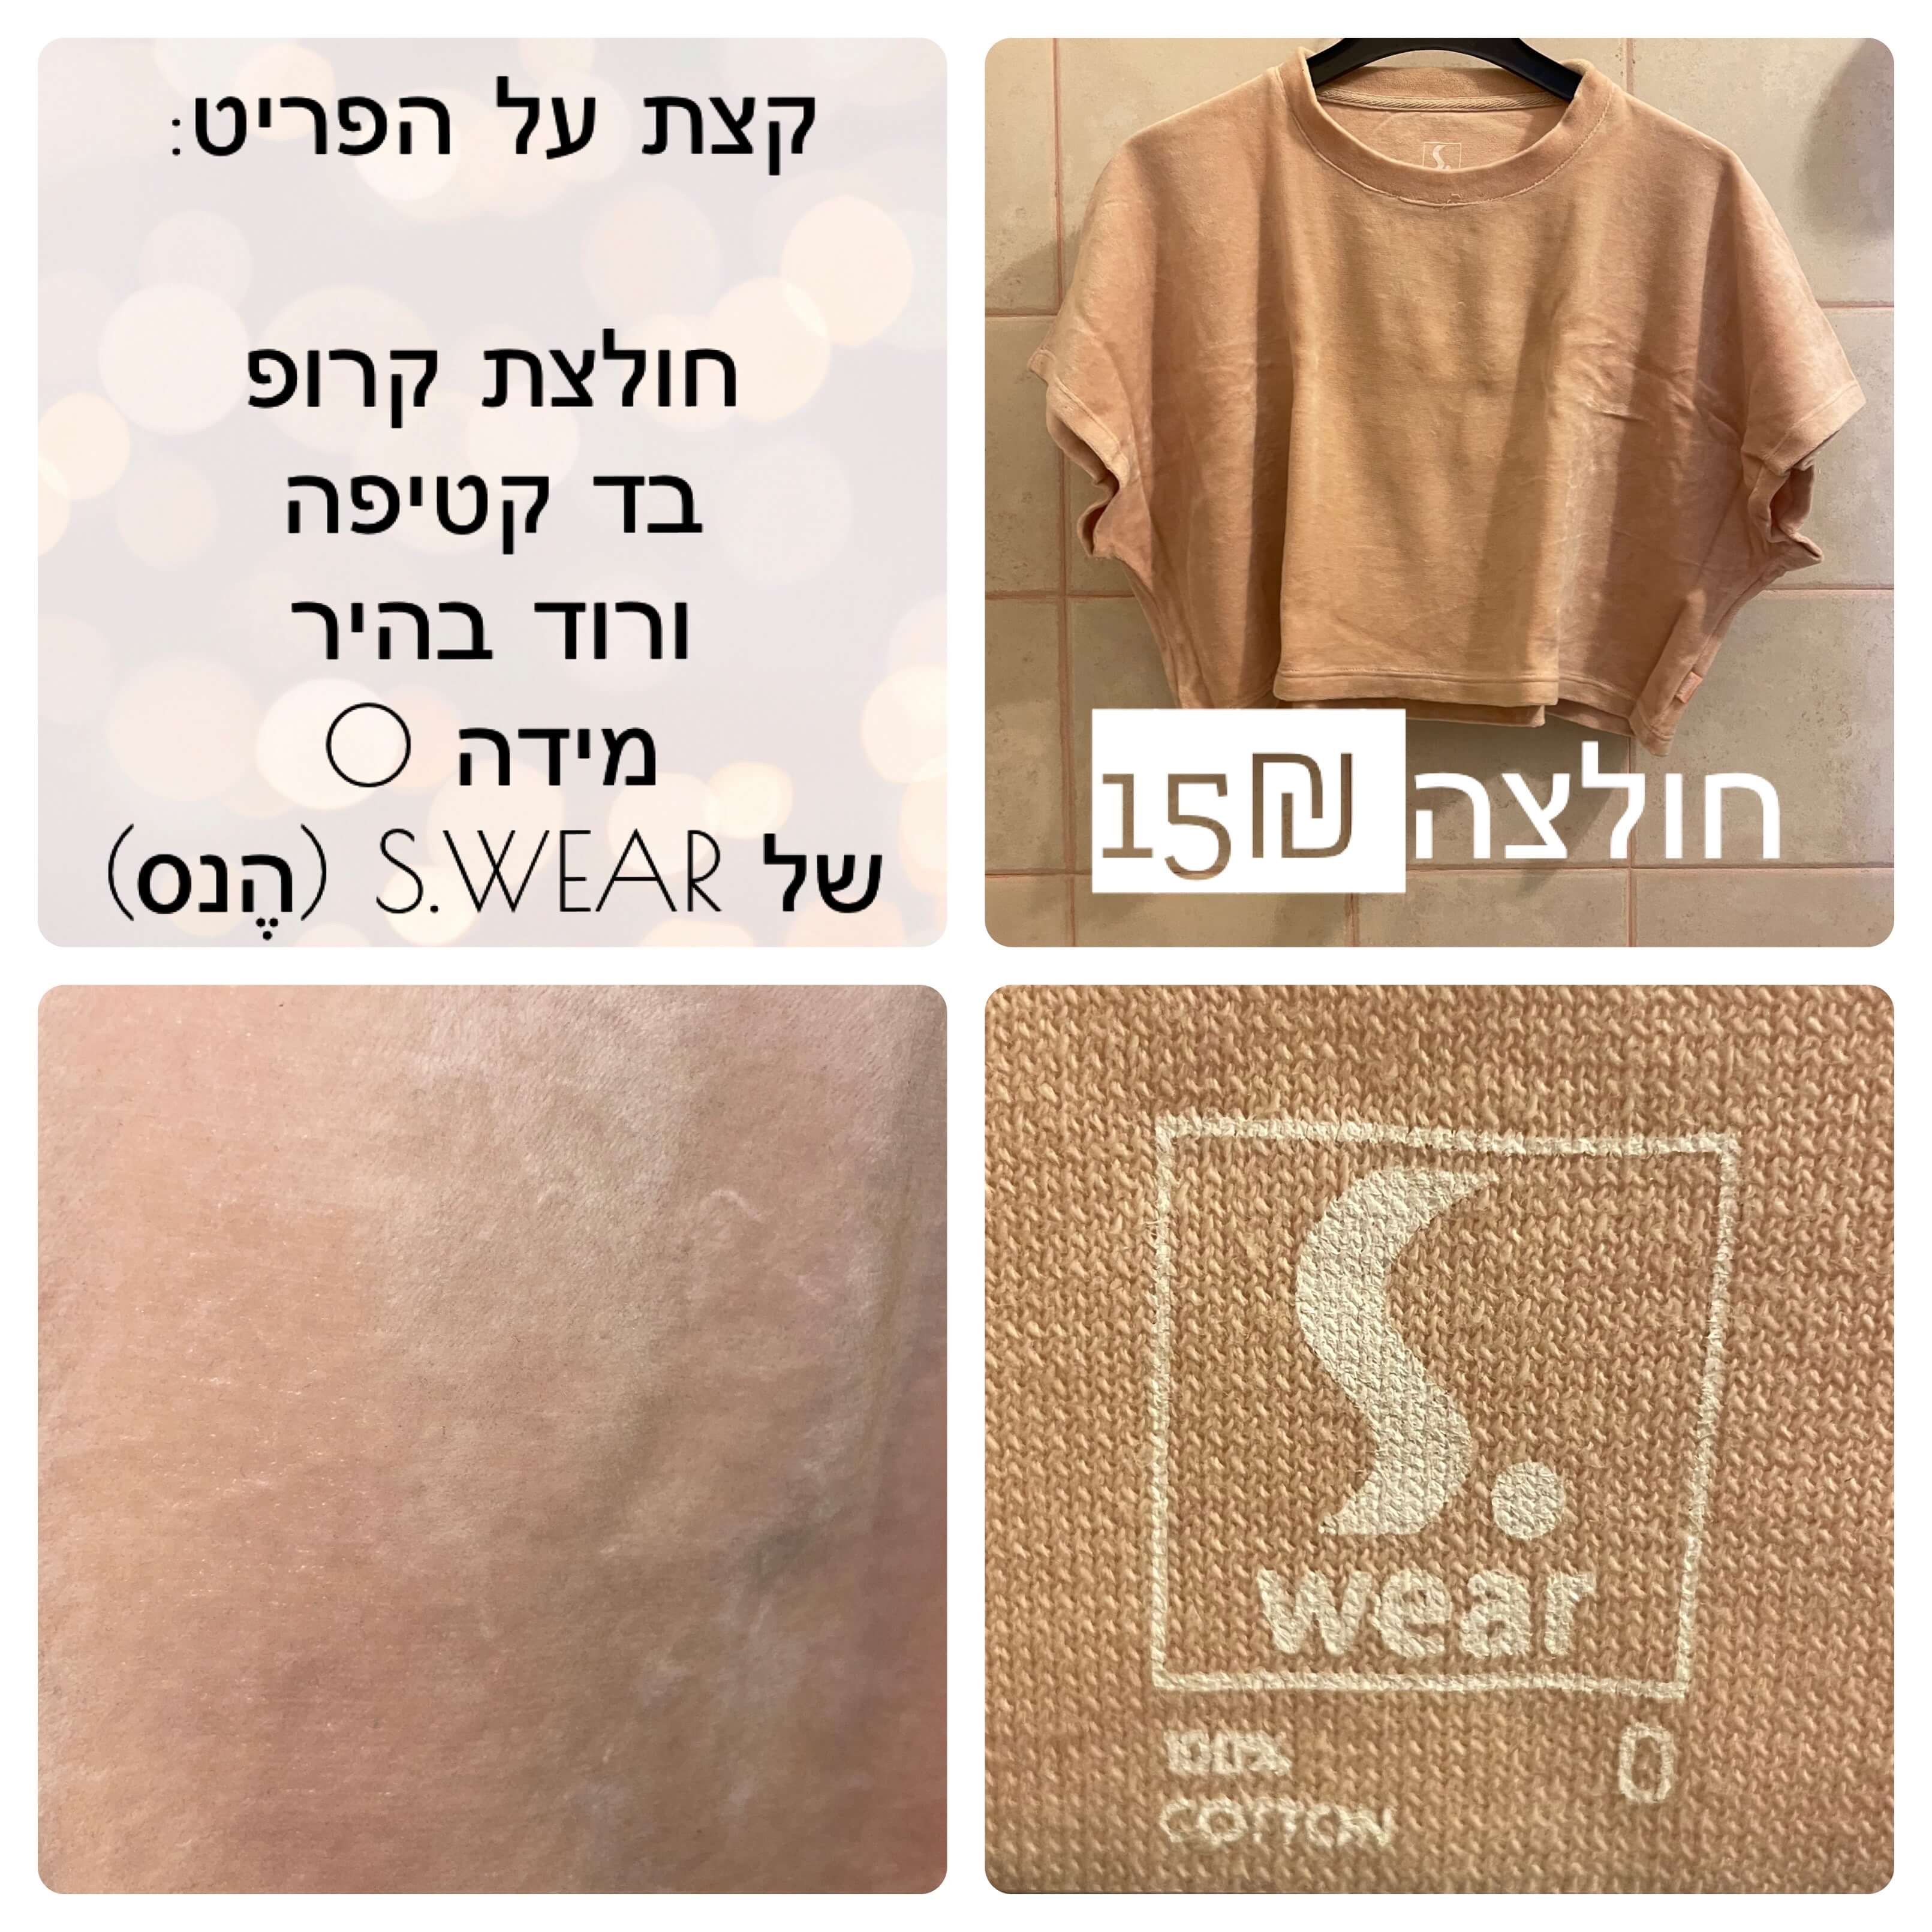 קצת על הפריט:
חולצת קרופ
בד קטיפה
ורוד בהיר
מידה 0
של S.WEAR (הֶנס)
S.
חולצה 15₪
S.
wear
100% 0
COTTON